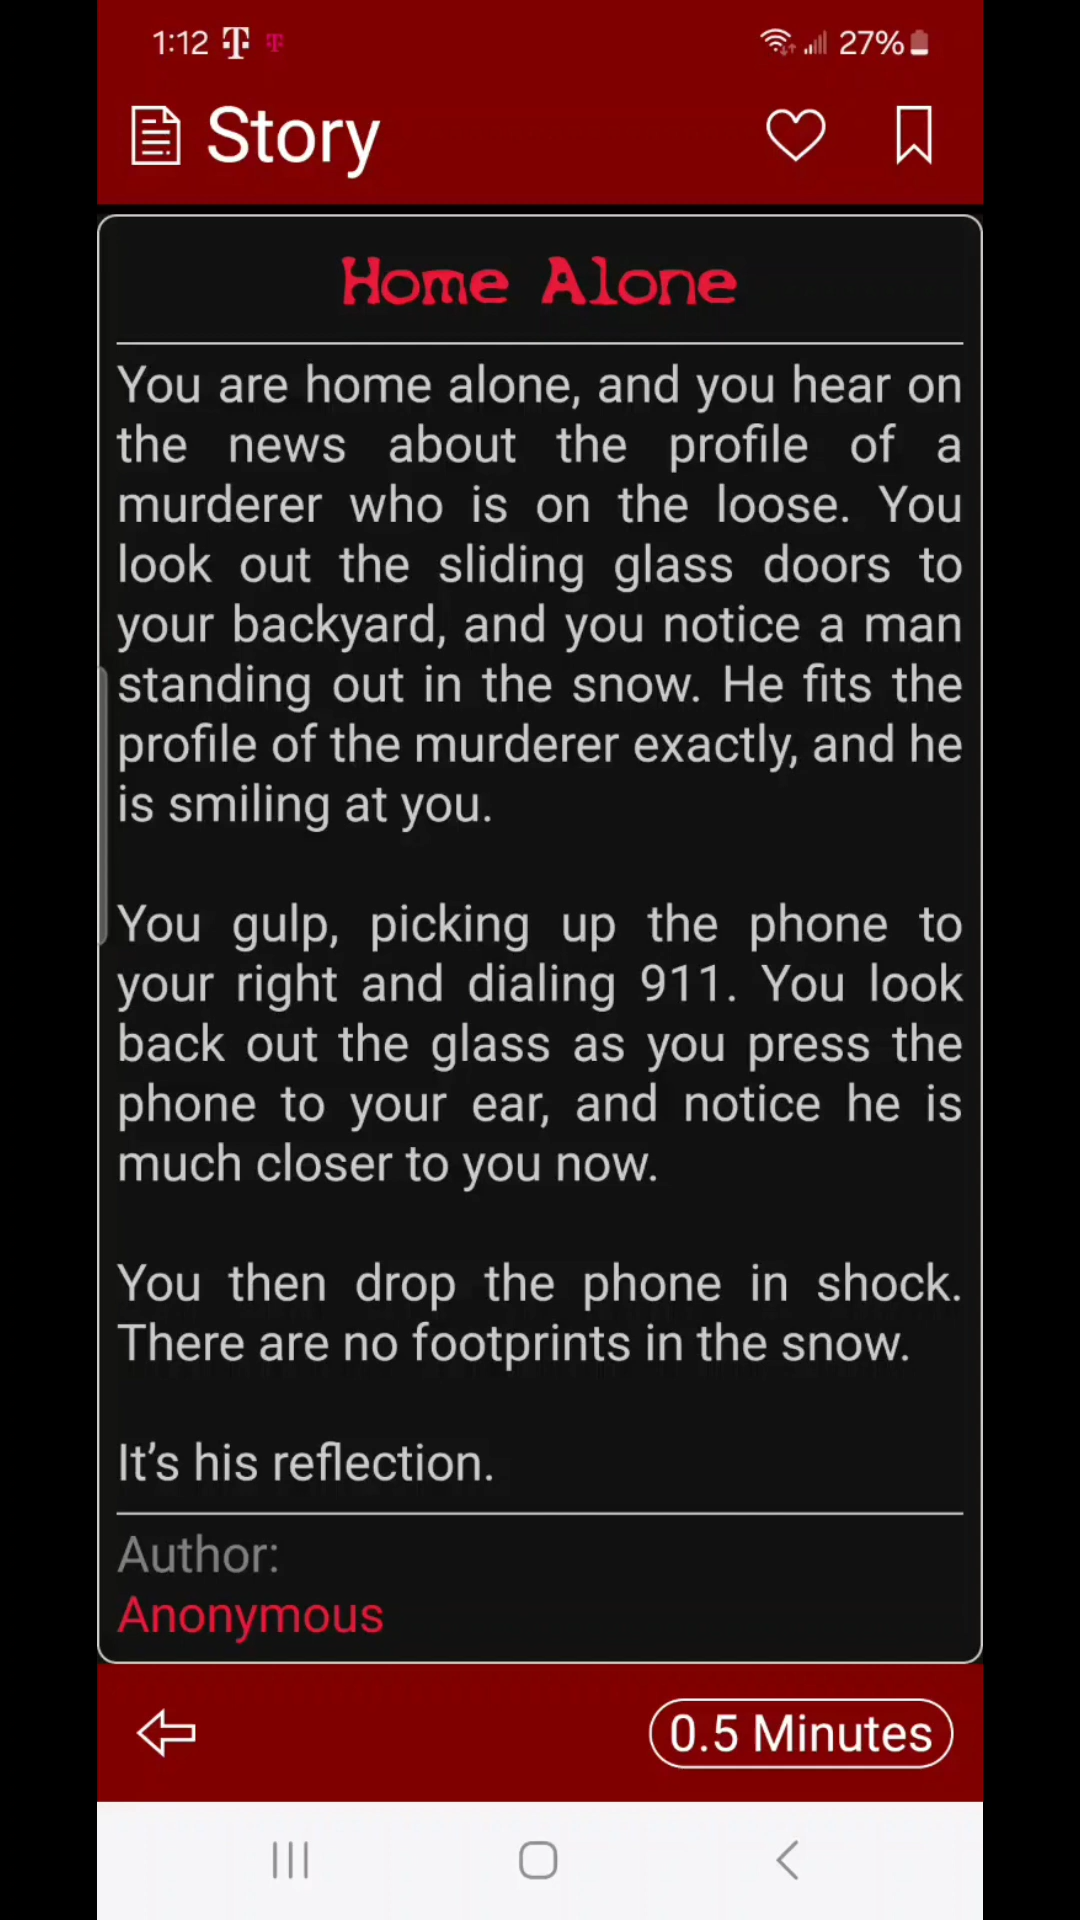 1:12 T T 27%
Story
Home Alone
You are home alone, and you hear on
the news about the profile of a
murderer who is on the loose. You
look out the sliding glass doors to
your backyard, and you notice a man
standing out in the snow. He fits the
profile of the murderer exactly, and he
is smiling at you.
You gulp, picking up the phone to
your right and dialing 911. You look
back out the glass as you press the
phone to your ear, and notice he is
much closer to you now.
You then drop the phone in shock.
There are no footprints in the snow.
It’s his reflection.
Author:
Anonymous
0.5 Minutes